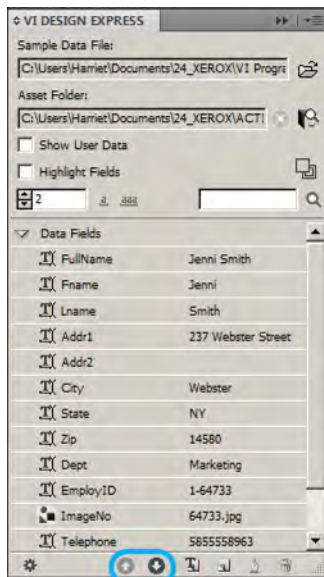 VI DESIGN EXPRESS
Sample Data File:
C:\Users\Harriet\Documents\24_XEROX\VI Progra
Asset Folder:
C:\Users\Harriet\Documents\24_XEROX\ACTI
Show User Data
Highlight Fields
2 a aaa
Data Fields
FullName Jenni Smith
Fname Jenni
Lname Smith
Addr1 237 Webster Street
Addr2
City Webster
State NY
Zip 14580
Dept Marketing
EmployID 1-64733
ImageNo 64733.jpg
Telephone 5855558963